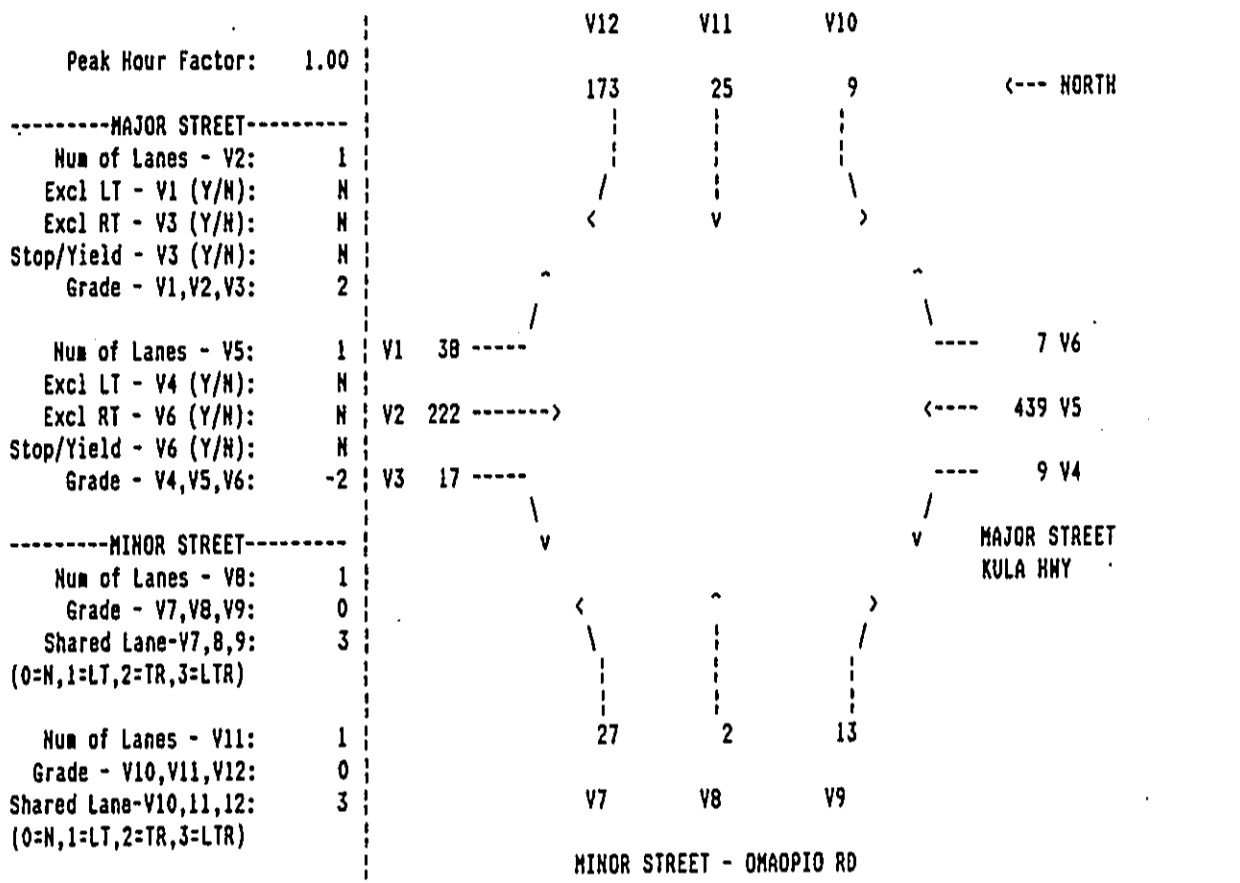 V12 V11 V10
Peak Hour Factor: 1.00
173 25 9 <--- NORTH
---------MAJOR STREET---------
Num of Lanes - V2: 1
Excl LT - V1 (Y/N): N
Excl RT - V3 (Y/N): N
Stop/Yield - V3 (Y/N): N
Grade - V1,V2,V3: 2
Num of Lanes - V5: 1 V1 38 ----- ---- 7 V6
Excl LT - V4 (Y/N): N
Excl RT - V6 (Y/N): N V2 222 -------> <---- 439 V5
Stop/Yield - V6 (Y/N): N
Grade - V4,V5,V6: -2 V3 17 ----- ---- 9 V4
---------MINOR STREET--------- MAJOR STREET
Num of Lanes - V8: 1 KULA HWY
Grade - V7,V8,V9: 0
Shared Lane-V7,8,9: 3
(0=N,1=LT,2=TR,3=LTR)
Num of Lanes - V11: 1 27 2 13
Grade - V10,V11,V12: 0
Shared Lane-V10,11,12: 3 V7 V8 V9
(0=N,1=LT,2=TR,3=LTR)
MINOR STREET - OMAOPIO RD